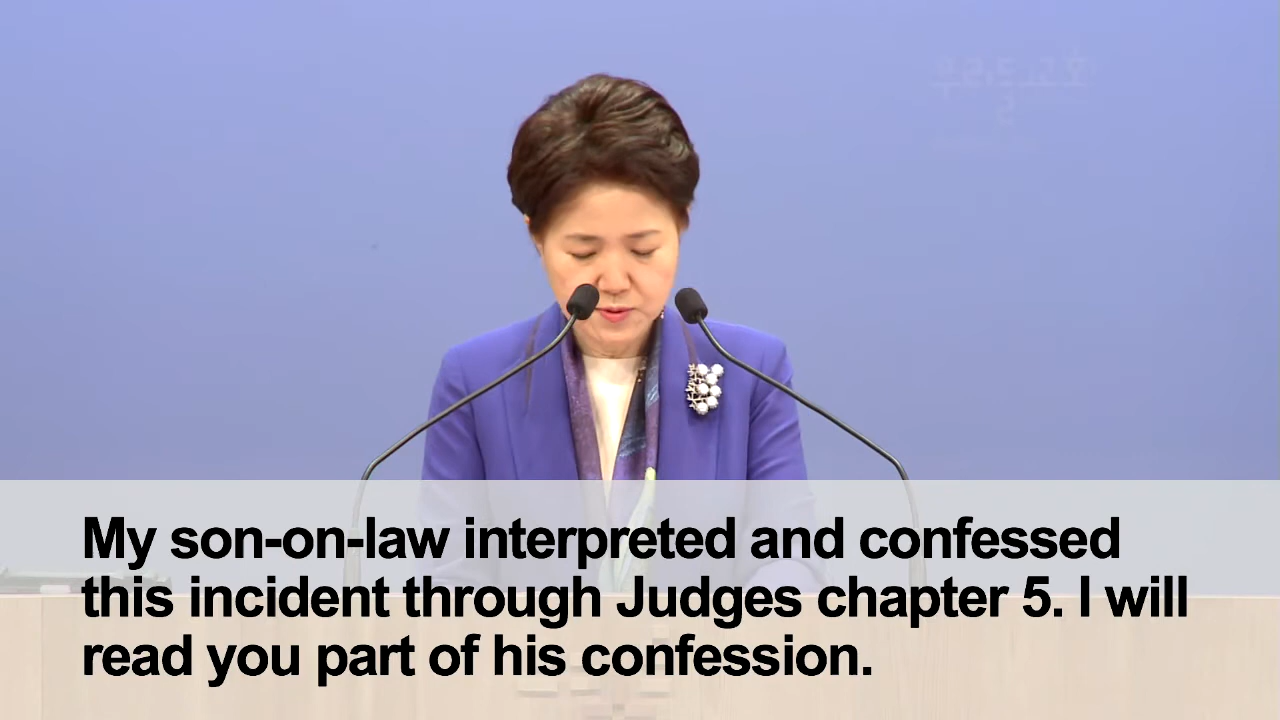 My son-on-law interpreted and confessed
this incident through Judges chapter 5. I will
read you part of his confession.